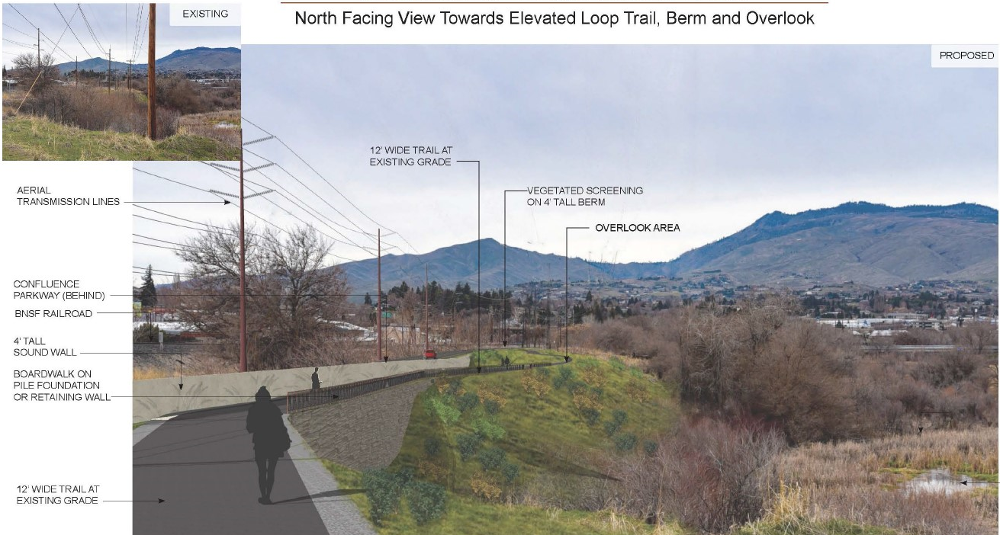 EXISTING
North Facing View Towards Elevated Loop Trail, Berm and Overlook
PROPOSED
12' WIDE TRAIL AT
EXISTING GRADE
AERIAL
TRANSMISSION LINES
VEGETATED SCREENING
ON 4' TALL BERM
OVERLOOK AREA
CONFLUENCE
PARKWAY (BEHIND)
BNSF RAILROAD
4' TALL
SOUND WALL
BOARDWALK ON
PILE FOUNDATION
OR RETAINING WALL
12' WIDE TRAIL AT
EXISTING GRADE